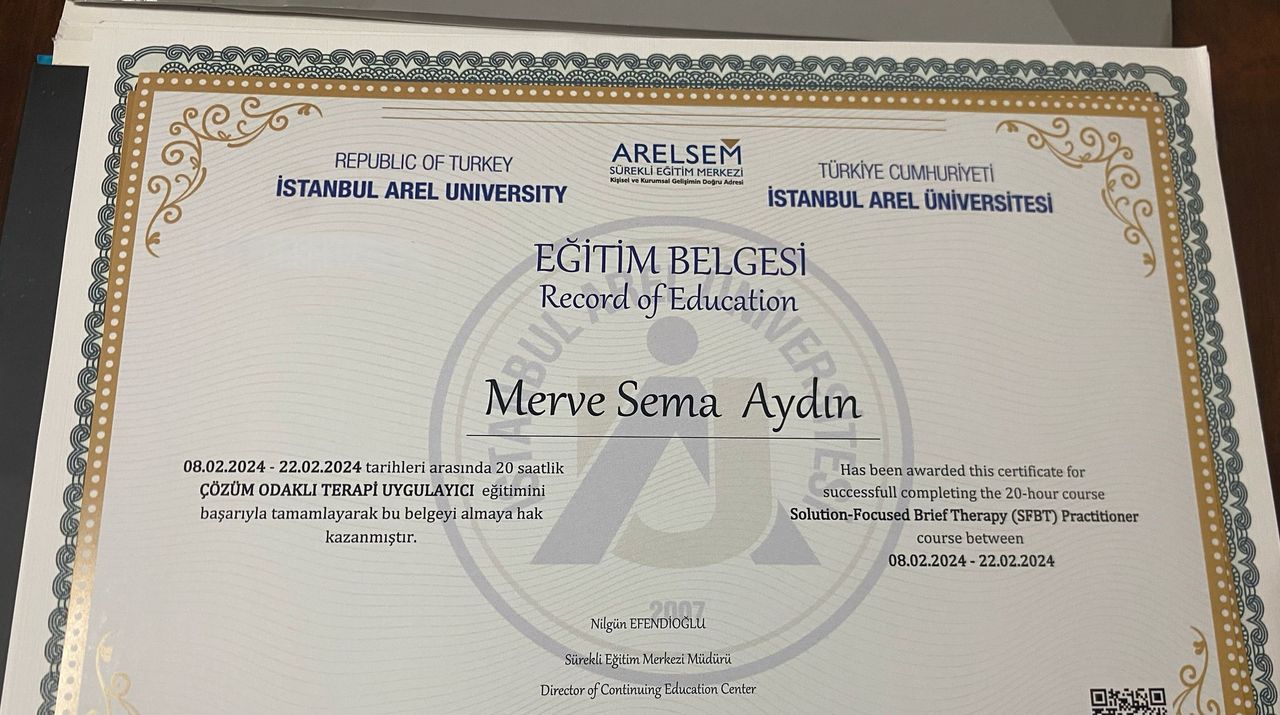 REPUBLIC OF TURKEY
İSTANBUL AREL UNIVERSITY
ARELSEM
SÜREKLİ EĞİTİM MERKEZİ
Kişisel ve Kurumsal Gelişimin Doğru Adresi
TÜRKİYE CUMHURİYETİ
İSTANBUL AREL ÜNİVERSİTESİ
EĞİTİM BELGESİ
Record of Education
İSTANBUL AREL ÜNİVERSİTESİ
Merve Sema Aydın
08.02.2024 - 22.02.2024 tarihleri arasında 20 saatlik
ÇÖZÜM ODAKLI TERAPİ UYGULAYICI eğitimini
başarıyla tamamlayarak bu belgeyi almaya hak
kazanmıştır.
Has been awarded this certificate for
successfull completing the 20-hour course
Solution-Focused Brief Therapy (SFBT) Practitioner
course between
08.02.2024 - 22.02.2024
2007
Nilgün EFENDİOĞLU
Sürekli Eğitim Merkezi Müdürü
Director of Continuing Education Center